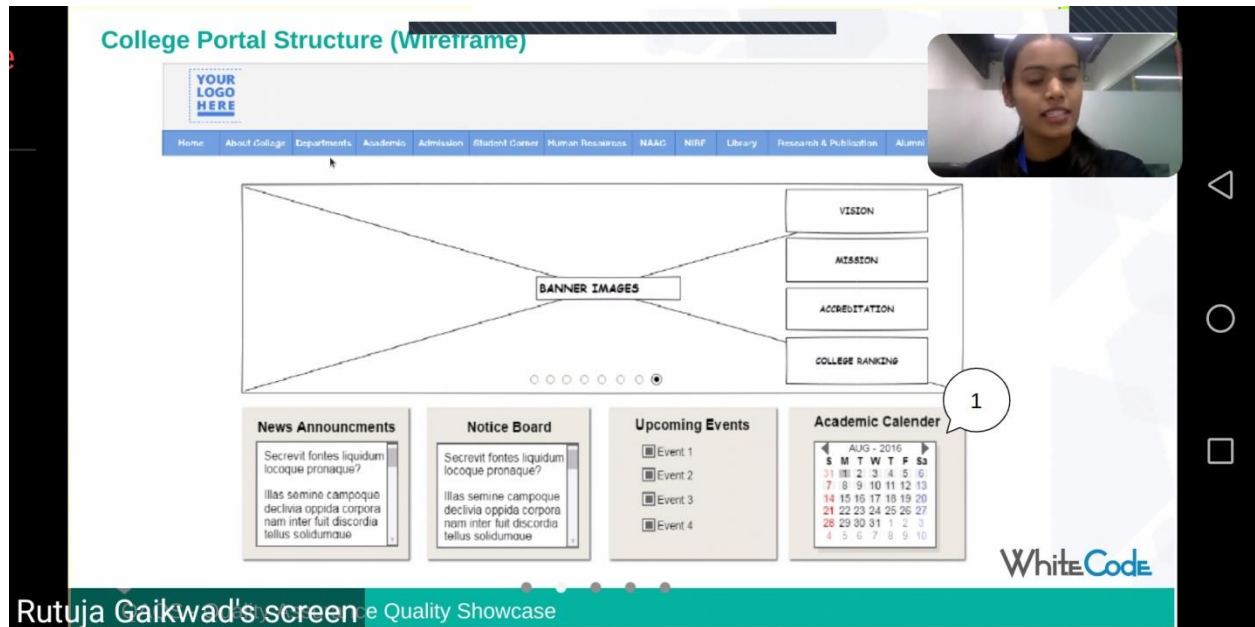 College Portal Structure (Wireframe)
YOUR
LOGO
HERE
Home About College Departments Academic Admission Student Corner Human Resources NAAC NIRF Library Research & Publication Alumni
VISION
MISSION
BANNER IMAGES
ACCREDITATION
COLLEGE RANKING
1
News Announcments
Secrevit fontes liquidum
locoque pronaque?
Illas semine campoque
declivia oppida corpora
nam inter fuit discordia
tellus solidumque
Notice Board
Secrevit fontes liquidum
locoque pronaque?
Illas semine campoque
declivia oppida corpora
nam inter fuit discordia
tellus solidumque
Upcoming Events
Event 1
Event 2
Event 3
Event 4
Academic Calender
AUG - 2016
S M T W T F Sa
31 1 2 3 4 5 6
7 8 9 10 11 12 13
14 15 16 17 18 19 20
21 22 23 24 25 26 27
28 29 30 31 1 2 3
4 5 6 7 8 9 10
WhiteCode
Rutuja Gaikwad's screen
Quality Showcase